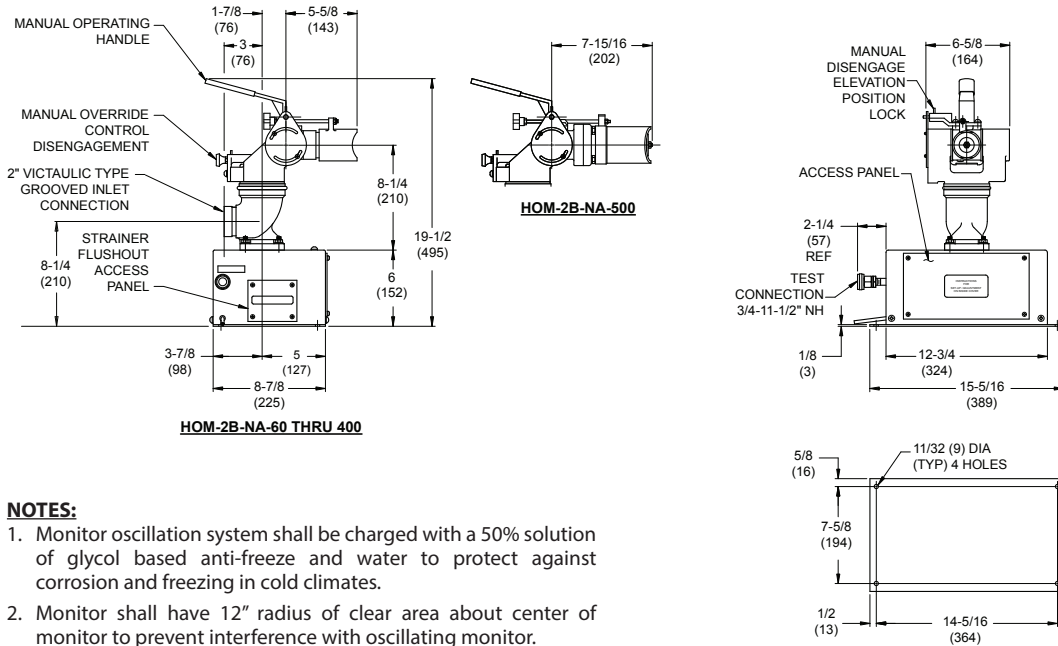 1-7/8
(76)
5-5/8
(143)
3
(76)
MANUAL OPERATING
HANDLE
MANUAL OVERRIDE
CONTROL
DISENGAGEMENT
2" VICTAULIC TYPE
GROOVED INLET
CONNECTION
8-1/4
(210)
STRAINER
FLUSHOUT
ACCESS
PANEL
8-1/4
(210)
19-1/2
(495)
6
(152)
3-7/8
(98)
5
(127)
8-7/8
(225)
HOM-2B-NA-60 THRU 400
7-15/16
(202)
HOM-2B-NA-500
MANUAL
DISENGAGE
ELEVATION
POSITION
LOCK
6-5/8
(164)
ACCESS PANEL
2-1/4
(57)
REF
TEST
CONNECTION
3/4-11-1/2" NH
1/8
(3)
12-3/4
(324)
15-5/16
(389)
5/8
(16)
11/32 (9) DIA
(TYP) 4 HOLES
7-5/8
(194)
1/2
(13)
14-5/16
(364)
NOTES:
1. Monitor oscillation system shall be charged with a 50% solution
of glycol based anti-freeze and water to protect against
corrosion and freezing in cold climates.
2. Monitor shall have 12" radius of clear area about center of
monitor to prevent interference with oscillating monitor.